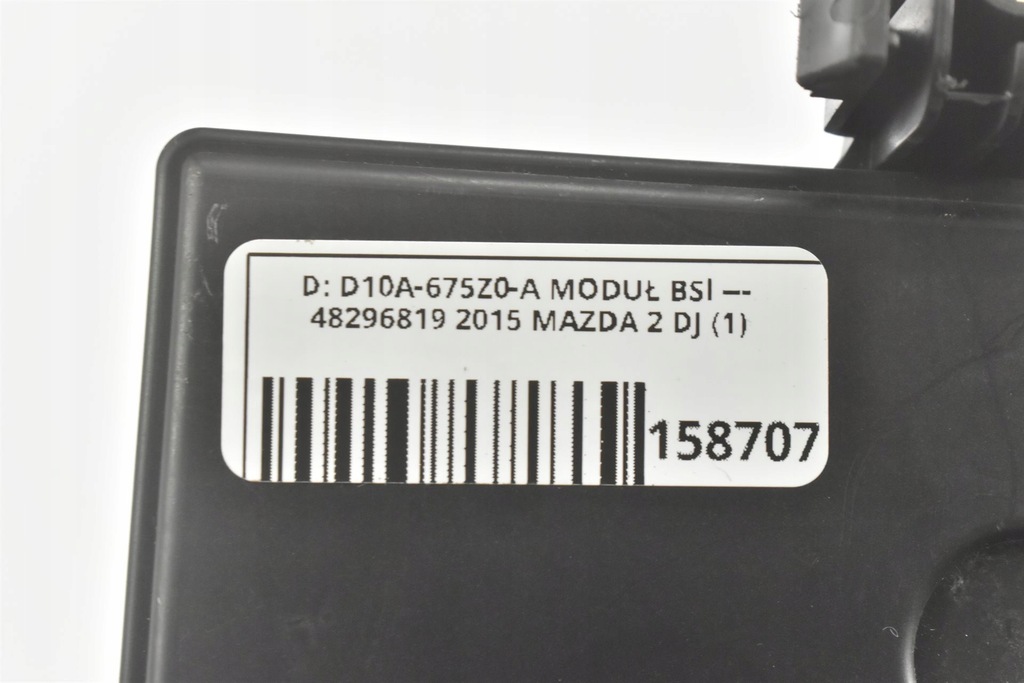 D: D10A-675Z0-A MODUŁ BSI ---
48296819 2015 MAZDA 2 DJ (1)
158707